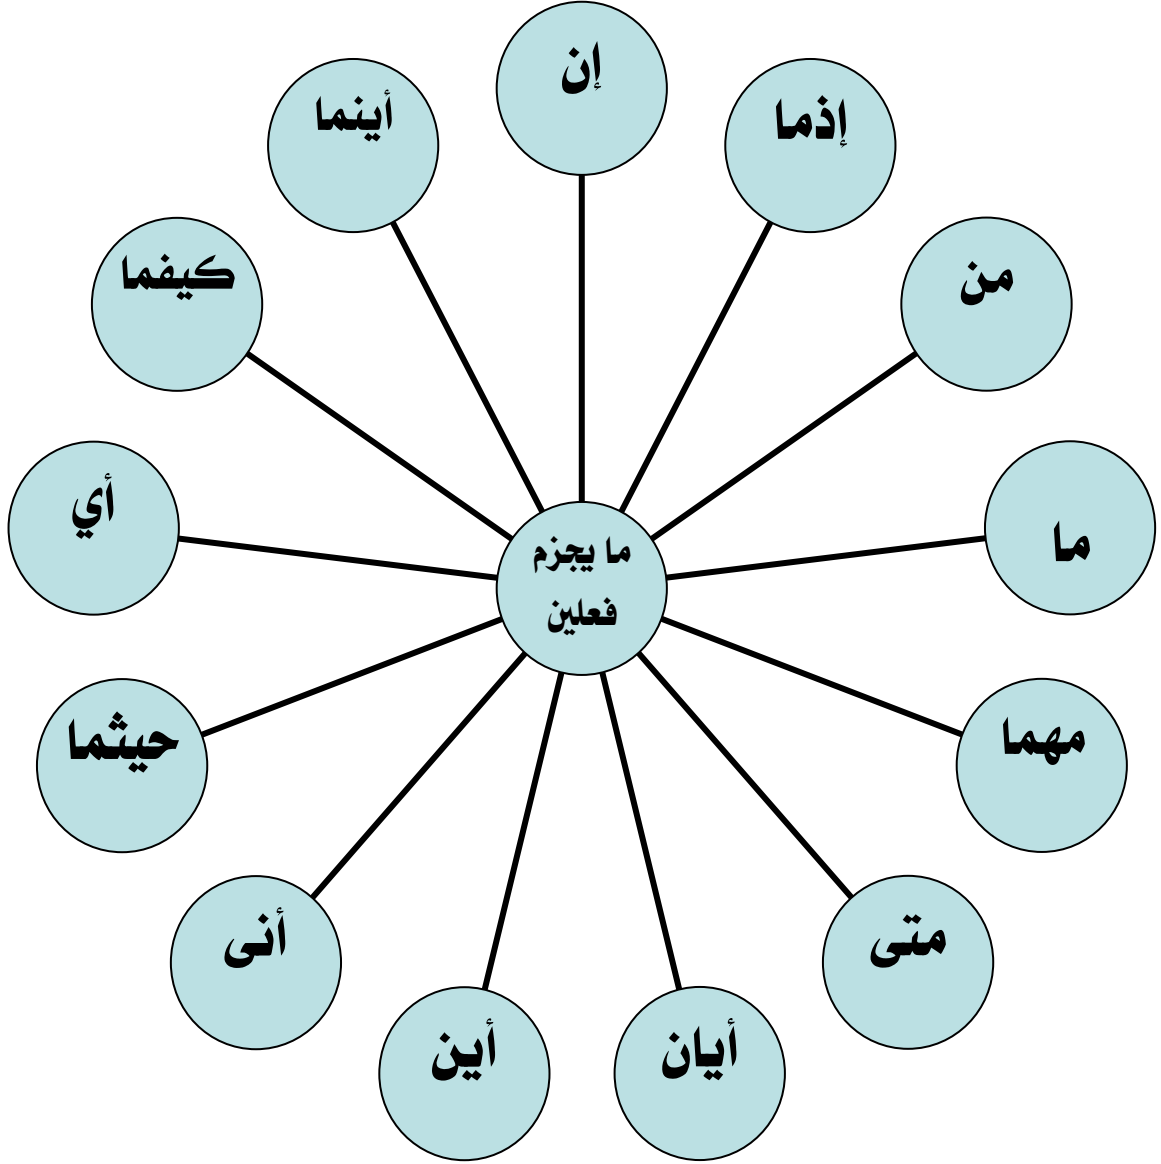 ما يجزم
فعلين
إن
إذما
من
ما
مهما
متى
أيان
أين
أنى
حيثما
أي
كيفما
أينما